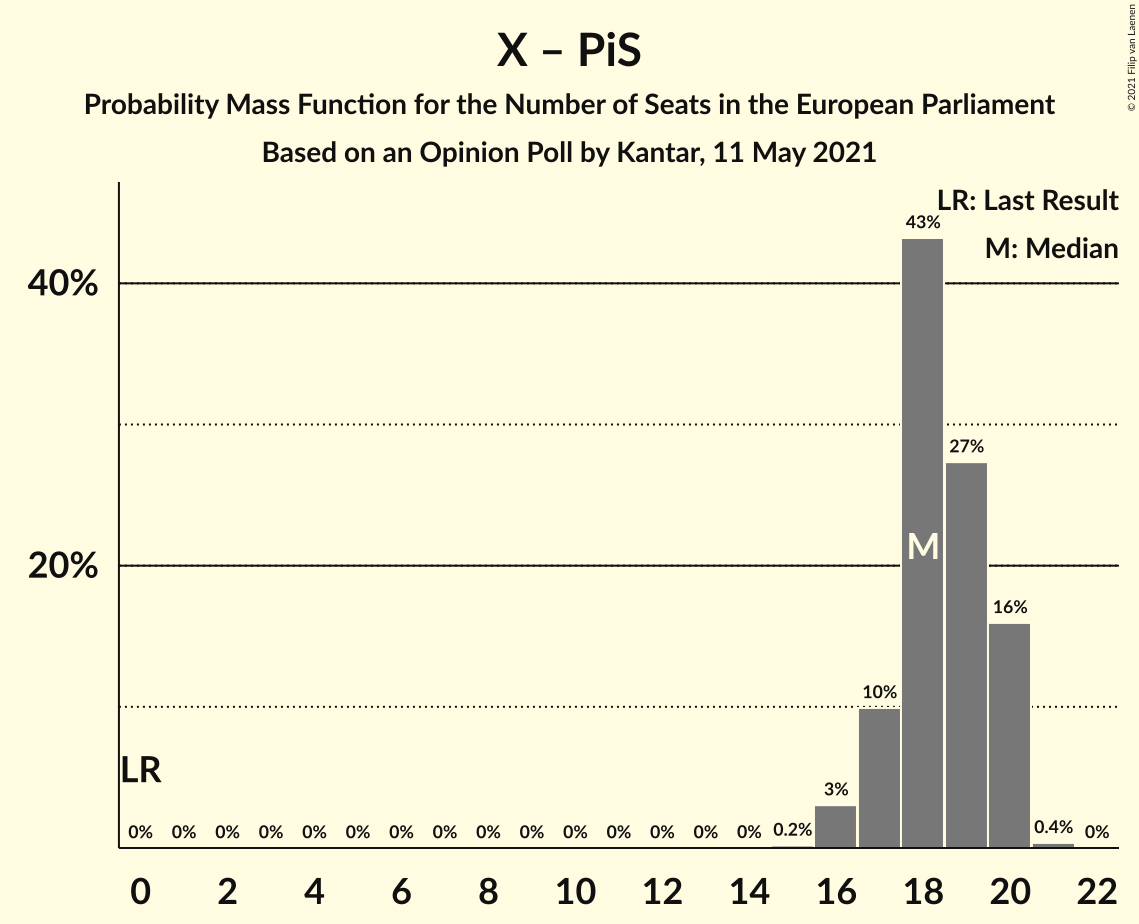 X – PiS
Probability Mass Function for the Number of Seats in the European Parliament
Based on an Opinion Poll by Kantar, 11 May 2021
© 2021 Filip van Laenen
LR: Last Result
M: Median
43%
40%
27%
M
20%
16%
10%
LR
3%
0% 0% 0% 0% 0% 0% 0% 0% 0% 0% 0% 0% 0% 0% 0% 0.2% 0.4% 0%
0 2 4 6 8 10 12 14 16 18 20 22